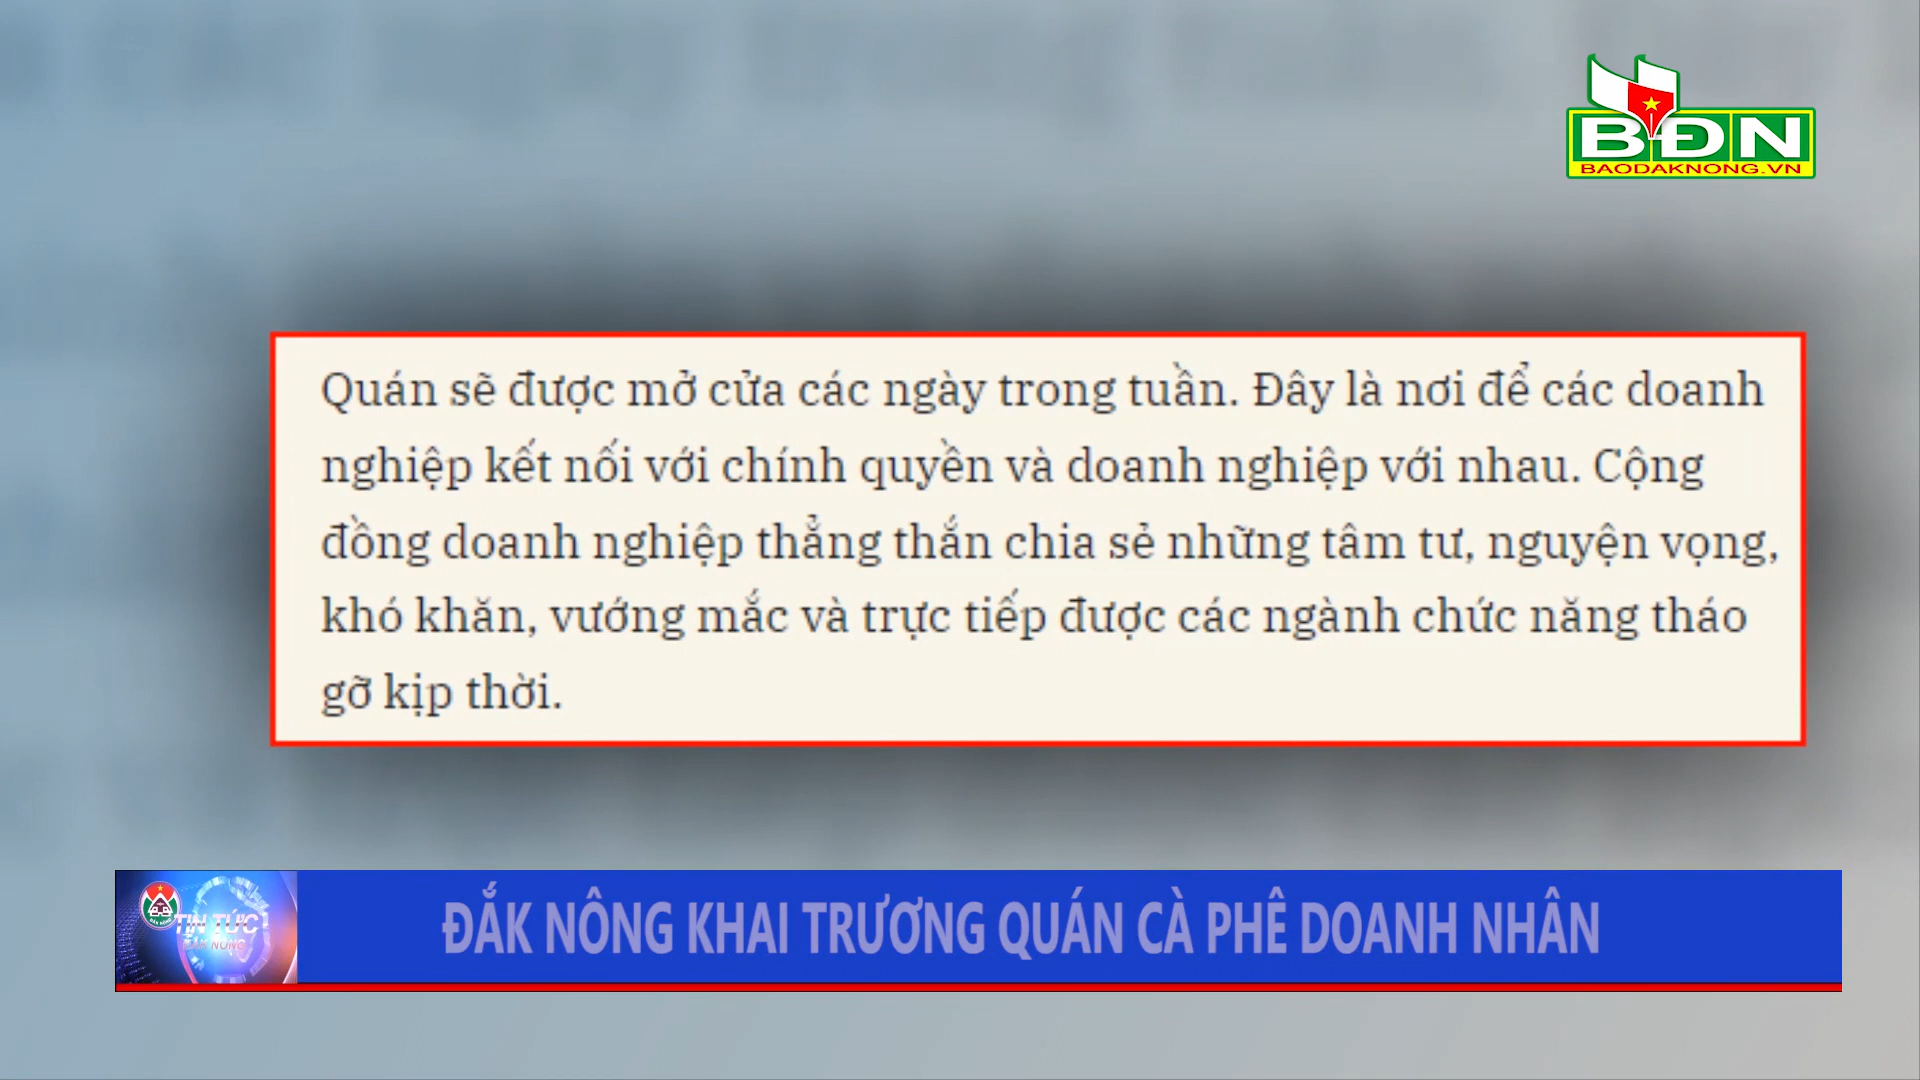 BĐN
BAODAKNONG.VN
Quán sẽ được mở cửa các ngày trong tuần. Đây là nơi để các doanh
nghiệp kết nối với chính quyền và doanh nghiệp với nhau. Cộng
đồng doanh nghiệp thẳng thắn chia sẻ những tâm tư, nguyện vọng,
khó khăn, vướng mắc và trực tiếp được các ngành chức năng tháo
gỡ kịp thời.
TIN TỨC
ĐẮK NÔNG
ĐẮK NÔNG KHAI TRƯƠNG QUÁN CÀ PHÊ DOANH NHÂN